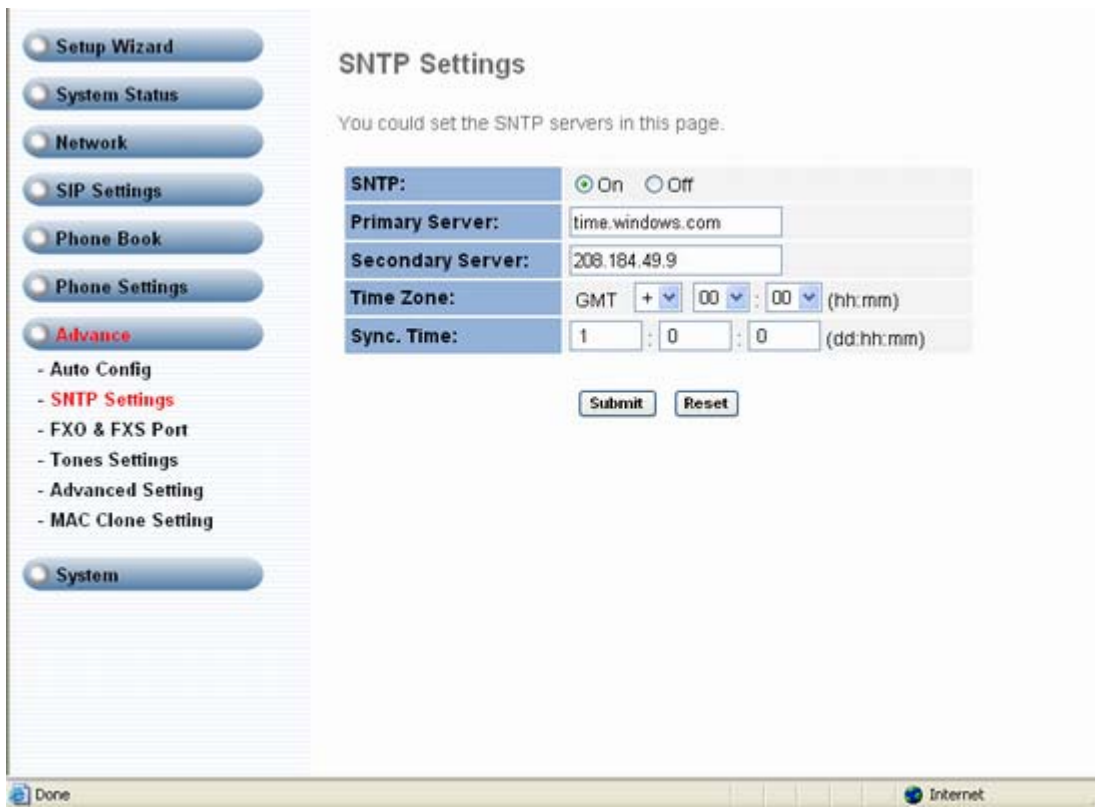 Setup Wizard
System Status
Network
SIP Settings
Phone Book
Phone Settings
Advance
- Auto Config
- SNTP Settings
- FXO & FXS Port
- Tones Settings
- Advanced Setting
- MAC Clone Setting
System
SNTP Settings
You could set the SNTP servers in this page.
SNTP: On Off
Primary Server: time.windows.com
Secondary Server: 208.184.49.9
Time Zone: GMT + 00 : 00 (hh:mm)
Sync. Time: 1 : 0 : 0 (dd:hh:mm)
Submit Reset
Done Internet